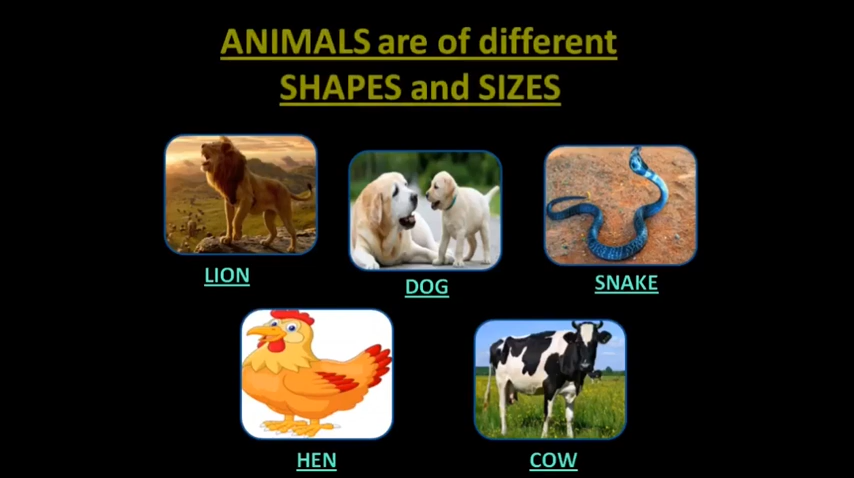 ANIMALS are of different
SHAPES and SIZES
LION
DOG
SNAKE
HEN
COW